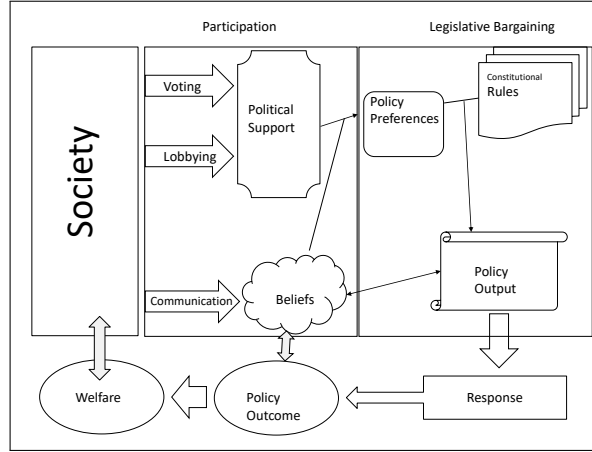 Participation
Legislative Bargaining
Society
Voting
Lobbying
Communication
Political
Support
Beliefs
Policy
Preferences
Constitutional
Rules
Policy
Output
Welfare
Policy
Outcome
Response